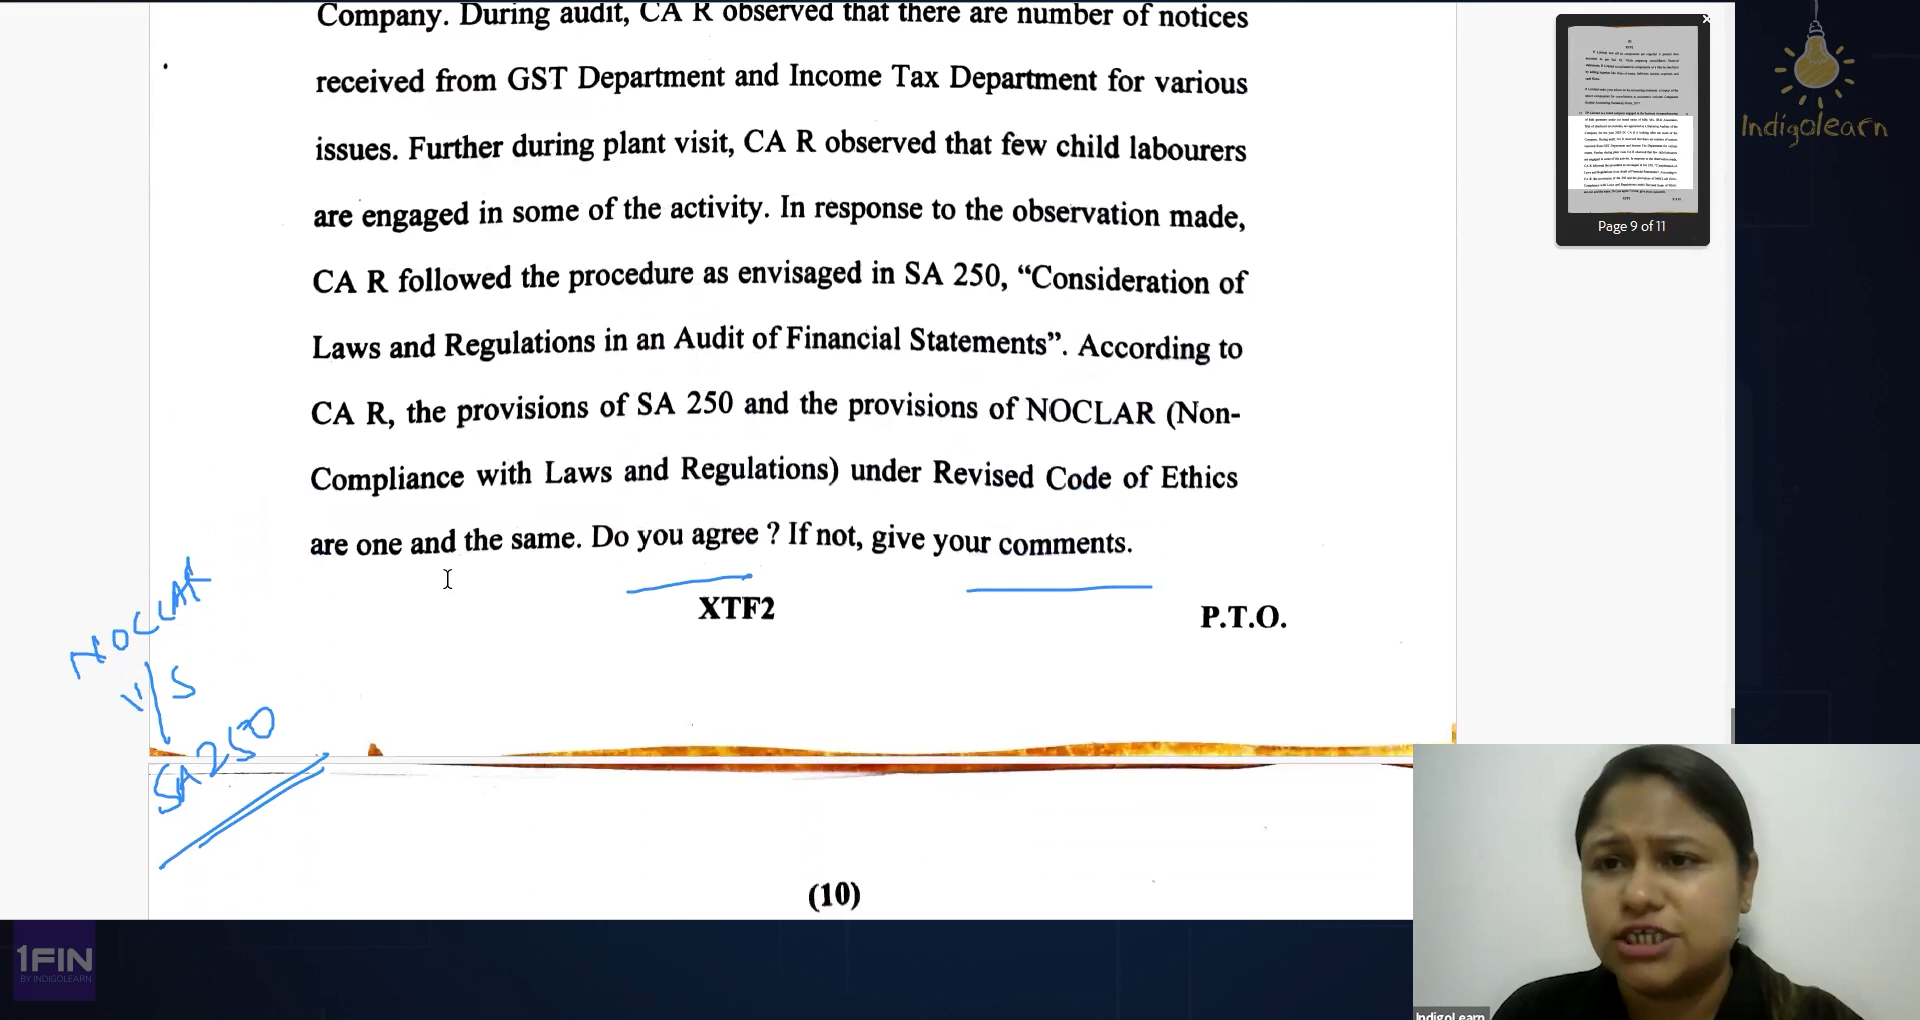 Company. During audit, CA R observed that there are number of notices
received from GST Department and Income Tax Department for various
issues. Further during plant visit, CA R observed that few child labourers
are engaged in some of the activity. In response to the observation made,
CA R followed the procedure as envisaged in SA 250, “Consideration of
Laws and Regulations in an Audit of Financial Statements”. According to
CA R, the provisions of SA 250 and the provisions of NOCLAR (Non-
Compliance with Laws and Regulations) under Revised Code of Ethics
are one and the same. Do you agree ? If not, give your comments.
XTF2
P.T.O.
NOCLAR
V/S
SA 250
(10)
Page 9 of 11
Indigolearn
1FIN
BY INDIGOLEARN
IndigoLearn